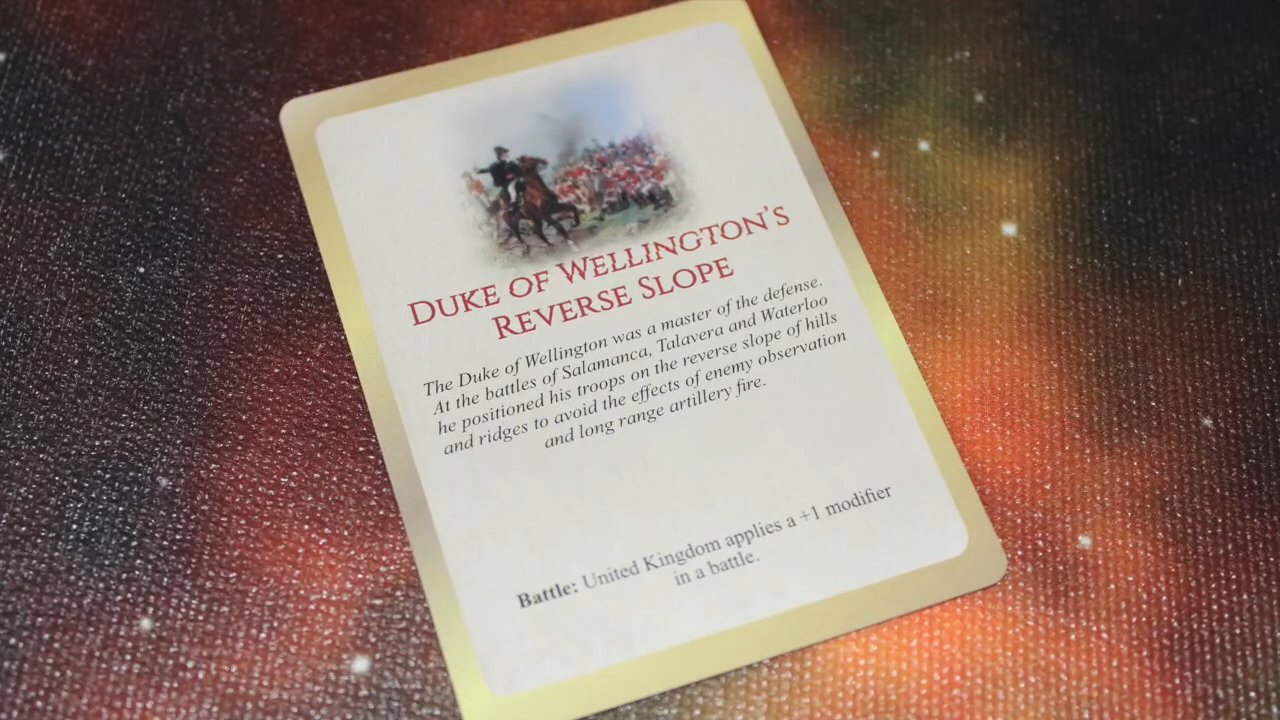 DUKE OF WELLINGTON'S
REVERSE SLOPE
The Duke of Wellington was a master of the defense.
At the battles of Salamanca, Talavera and Waterloo
he positioned his troops on the reverse slope of hills
and ridges to avoid the effects of enemy observation
and long range artillery fire.
Battle: United Kingdom applies a +1 modifier
in a battle.